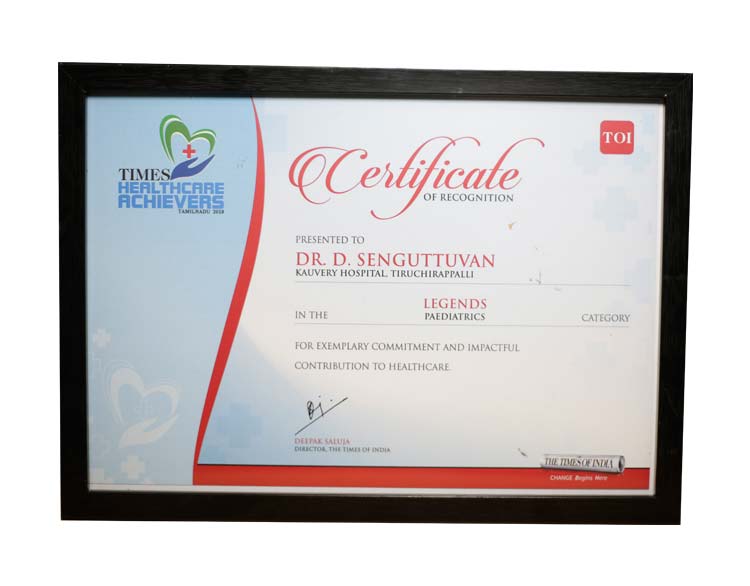 TIMES
HEALTHCARE
ACHIEVERS
TAMILNADU 2018
TOI
Certificate
OF RECOGNITION
PRESENTED TO
DR. D. SENGUTTUVAN
KAUVERY HOSPITAL, TIRUCHIRAPPALLI
LEGENDS
IN THE PAEDIATRICS CATEGORY
FOR EXEMPLARY COMMITMENT AND IMPACTFUL
CONTRIBUTION TO HEALTHCARE.
DEEPAK SALUJA
DIRECTOR, THE TIMES OF INDIA
THE TIMES OF INDIA
CHANGE Begins Here